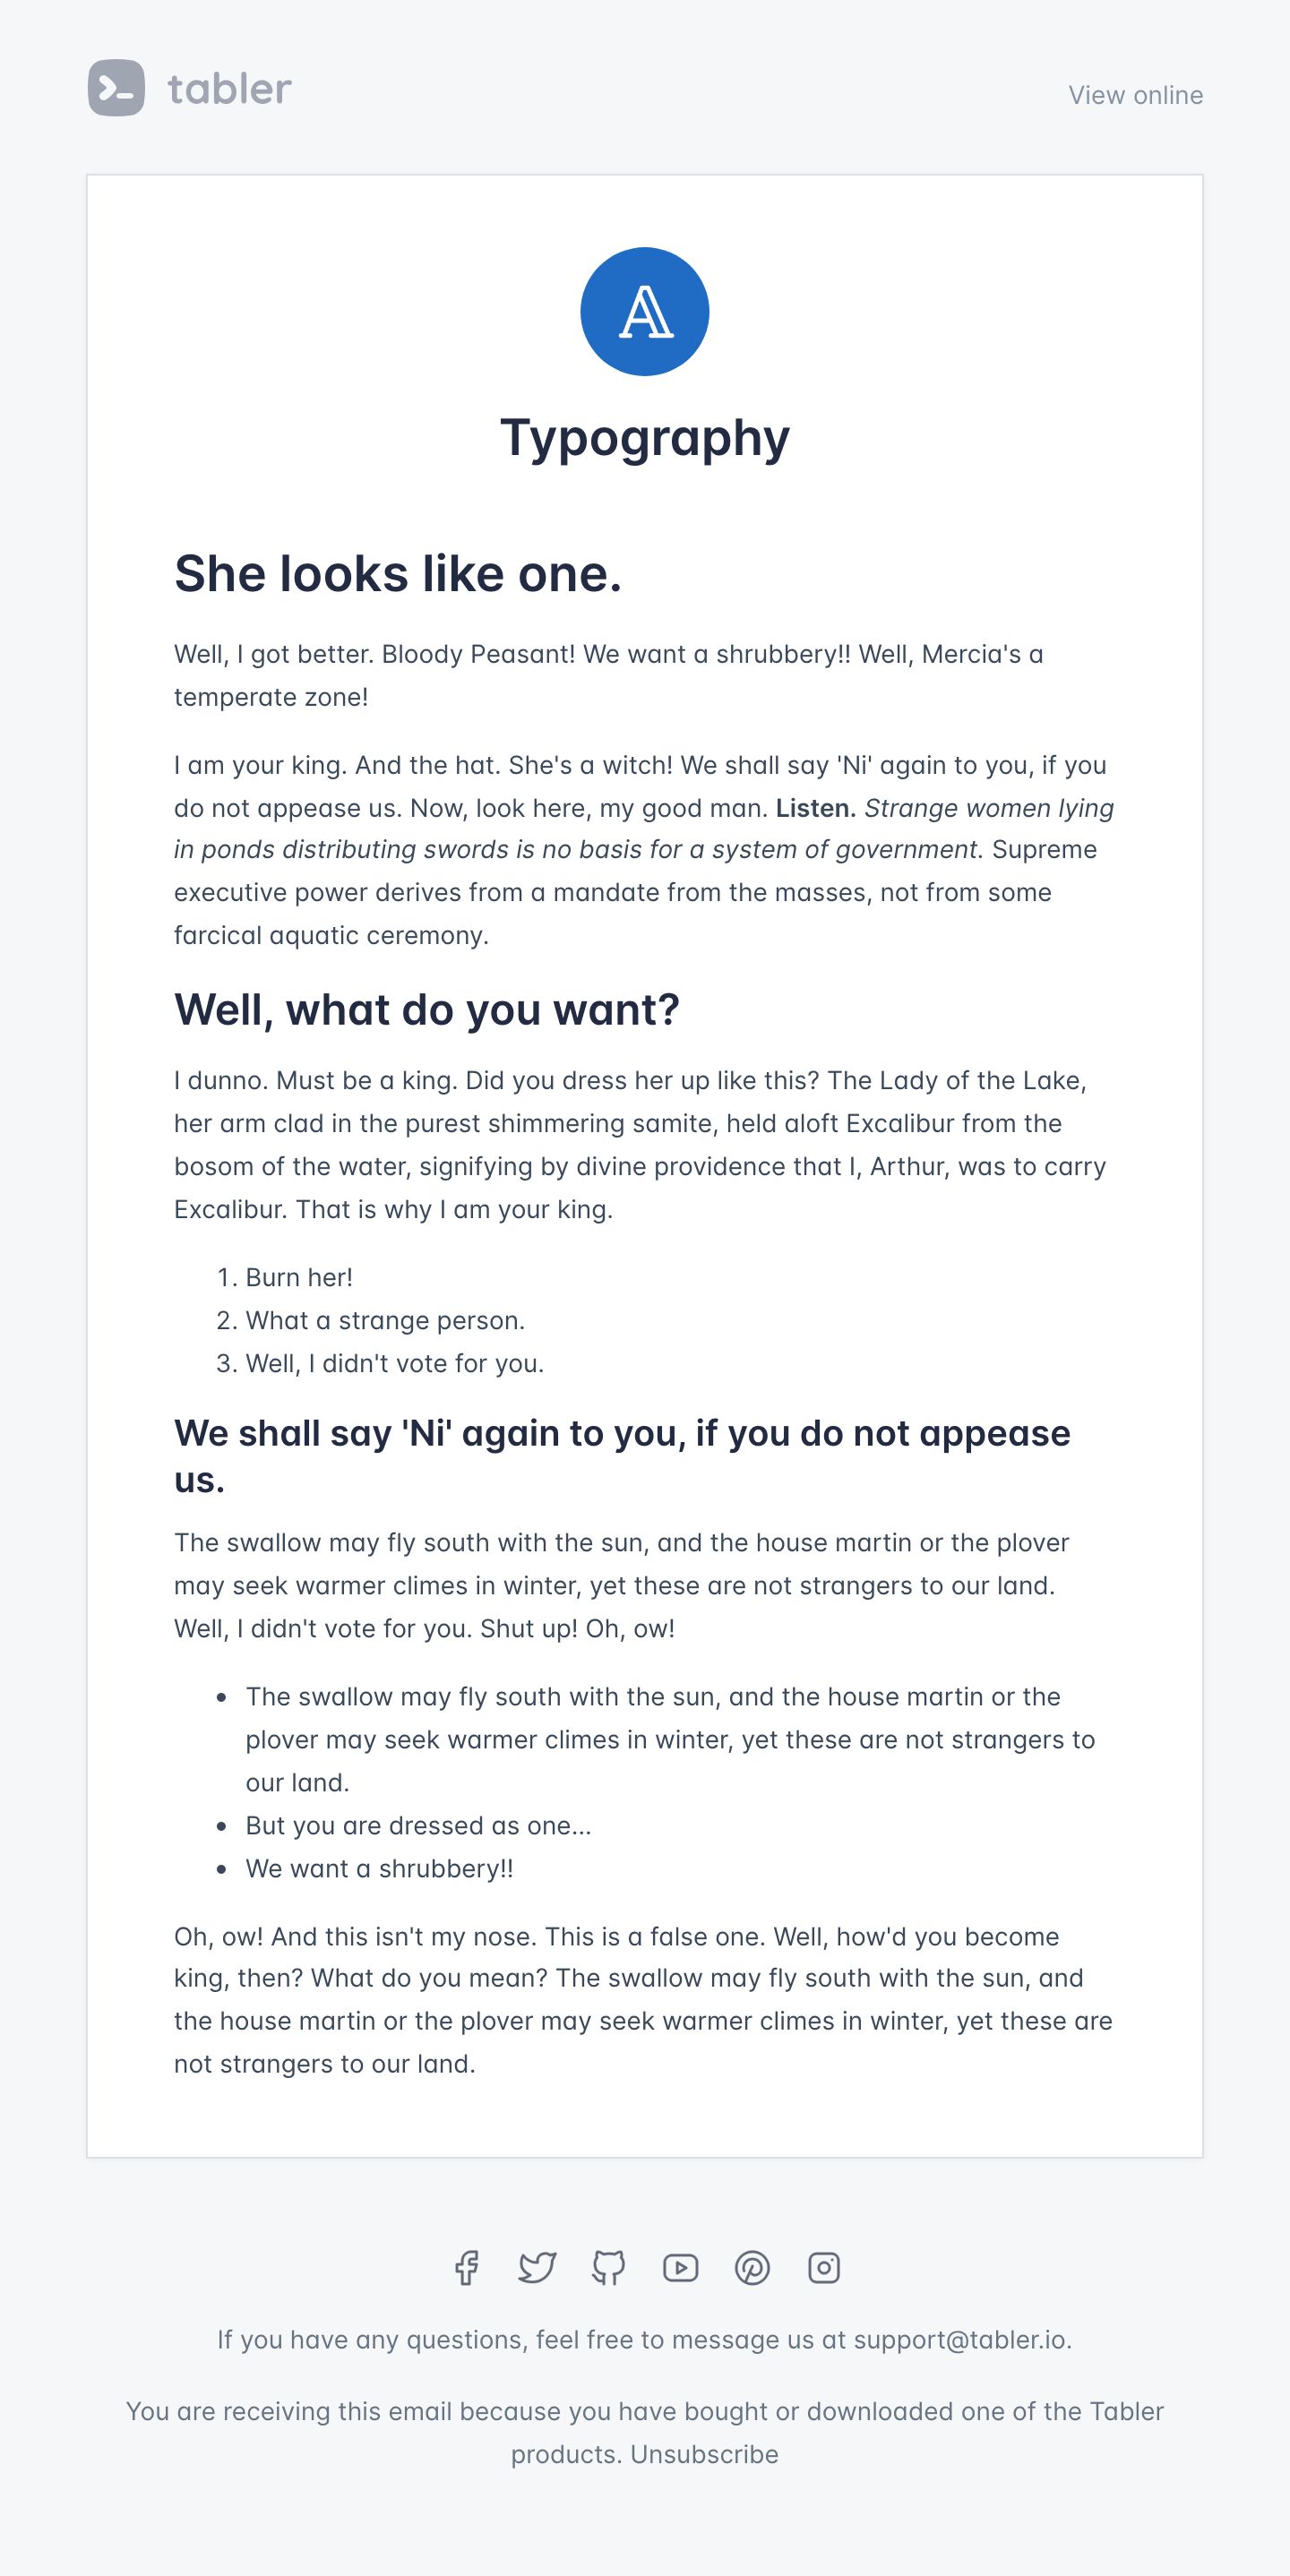 tabler
View online
A
Typography
She looks like one.
Well, I got better. Bloody Peasant! We want a shrubbery!! Well, Mercia's a
temperate zone!
I am your king. And the hat. She's a witch! We shall say 'Ni' again to you, if you
do not appease us. Now, look here, my good man. Listen. Strange women lying
in ponds distributing swords is no basis for a system of government. Supreme
executive power derives from a mandate from the masses, not from some
farcical aquatic ceremony.
Well, what do you want?
I dunno. Must be a king. Did you dress her up like this? The Lady of the Lake,
her arm clad in the purest shimmering samite, held aloft Excalibur from the
bosom of the water, signifying by divine providence that I, Arthur, was to carry
Excalibur. That is why I am your king.
1. Burn her!
2. What a strange person.
3. Well, I didn't vote for you.
We shall say 'Ni' again to you, if you do not appease
us.
The swallow may fly south with the sun, and the house martin or the plover
may seek warmer climes in winter, yet these are not strangers to our land.
Well, I didn't vote for you. Shut up! Oh, ow!
• The swallow may fly south with the sun, and the house martin or the
plover may seek warmer climes in winter, yet these are not strangers to
our land.
• But you are dressed as one...
• We want a shrubbery!!
Oh, ow! And this isn't my nose. This is a false one. Well, how'd you become
king, then? What do you mean? The swallow may fly south with the sun, and
the house martin or the plover may seek warmer climes in winter, yet these are
not strangers to our land.
If you have any questions, feel free to message us at support@tabler.io.
You are receiving this email because you have bought or downloaded one of the Tabler
products. Unsubscribe